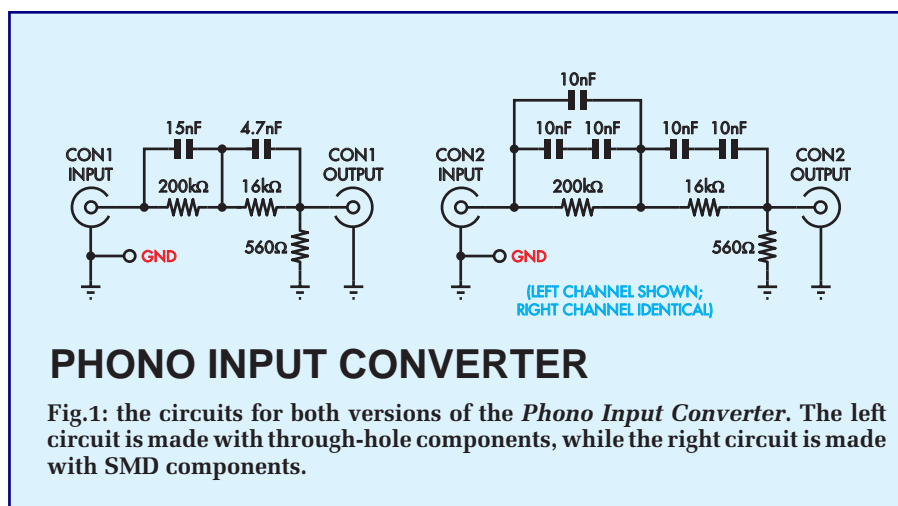 10nF
15nF 4.7nF
10nF 10nF 10nF 10nF
CON1
INPUT
CON1
OUTPUT
CON2
INPUT
CON2
OUTPUT
200kΩ 16kΩ
200kΩ 16kΩ
560Ω
560Ω
GND
GND
(LEFT CHANNEL SHOWN;
RIGHT CHANNEL IDENTICAL)
PHONO INPUT CONVERTER
Fig.1: the circuits for both versions of the Phono Input Converter. The left
circuit is made with through-hole components, while the right circuit is made
with SMD components.